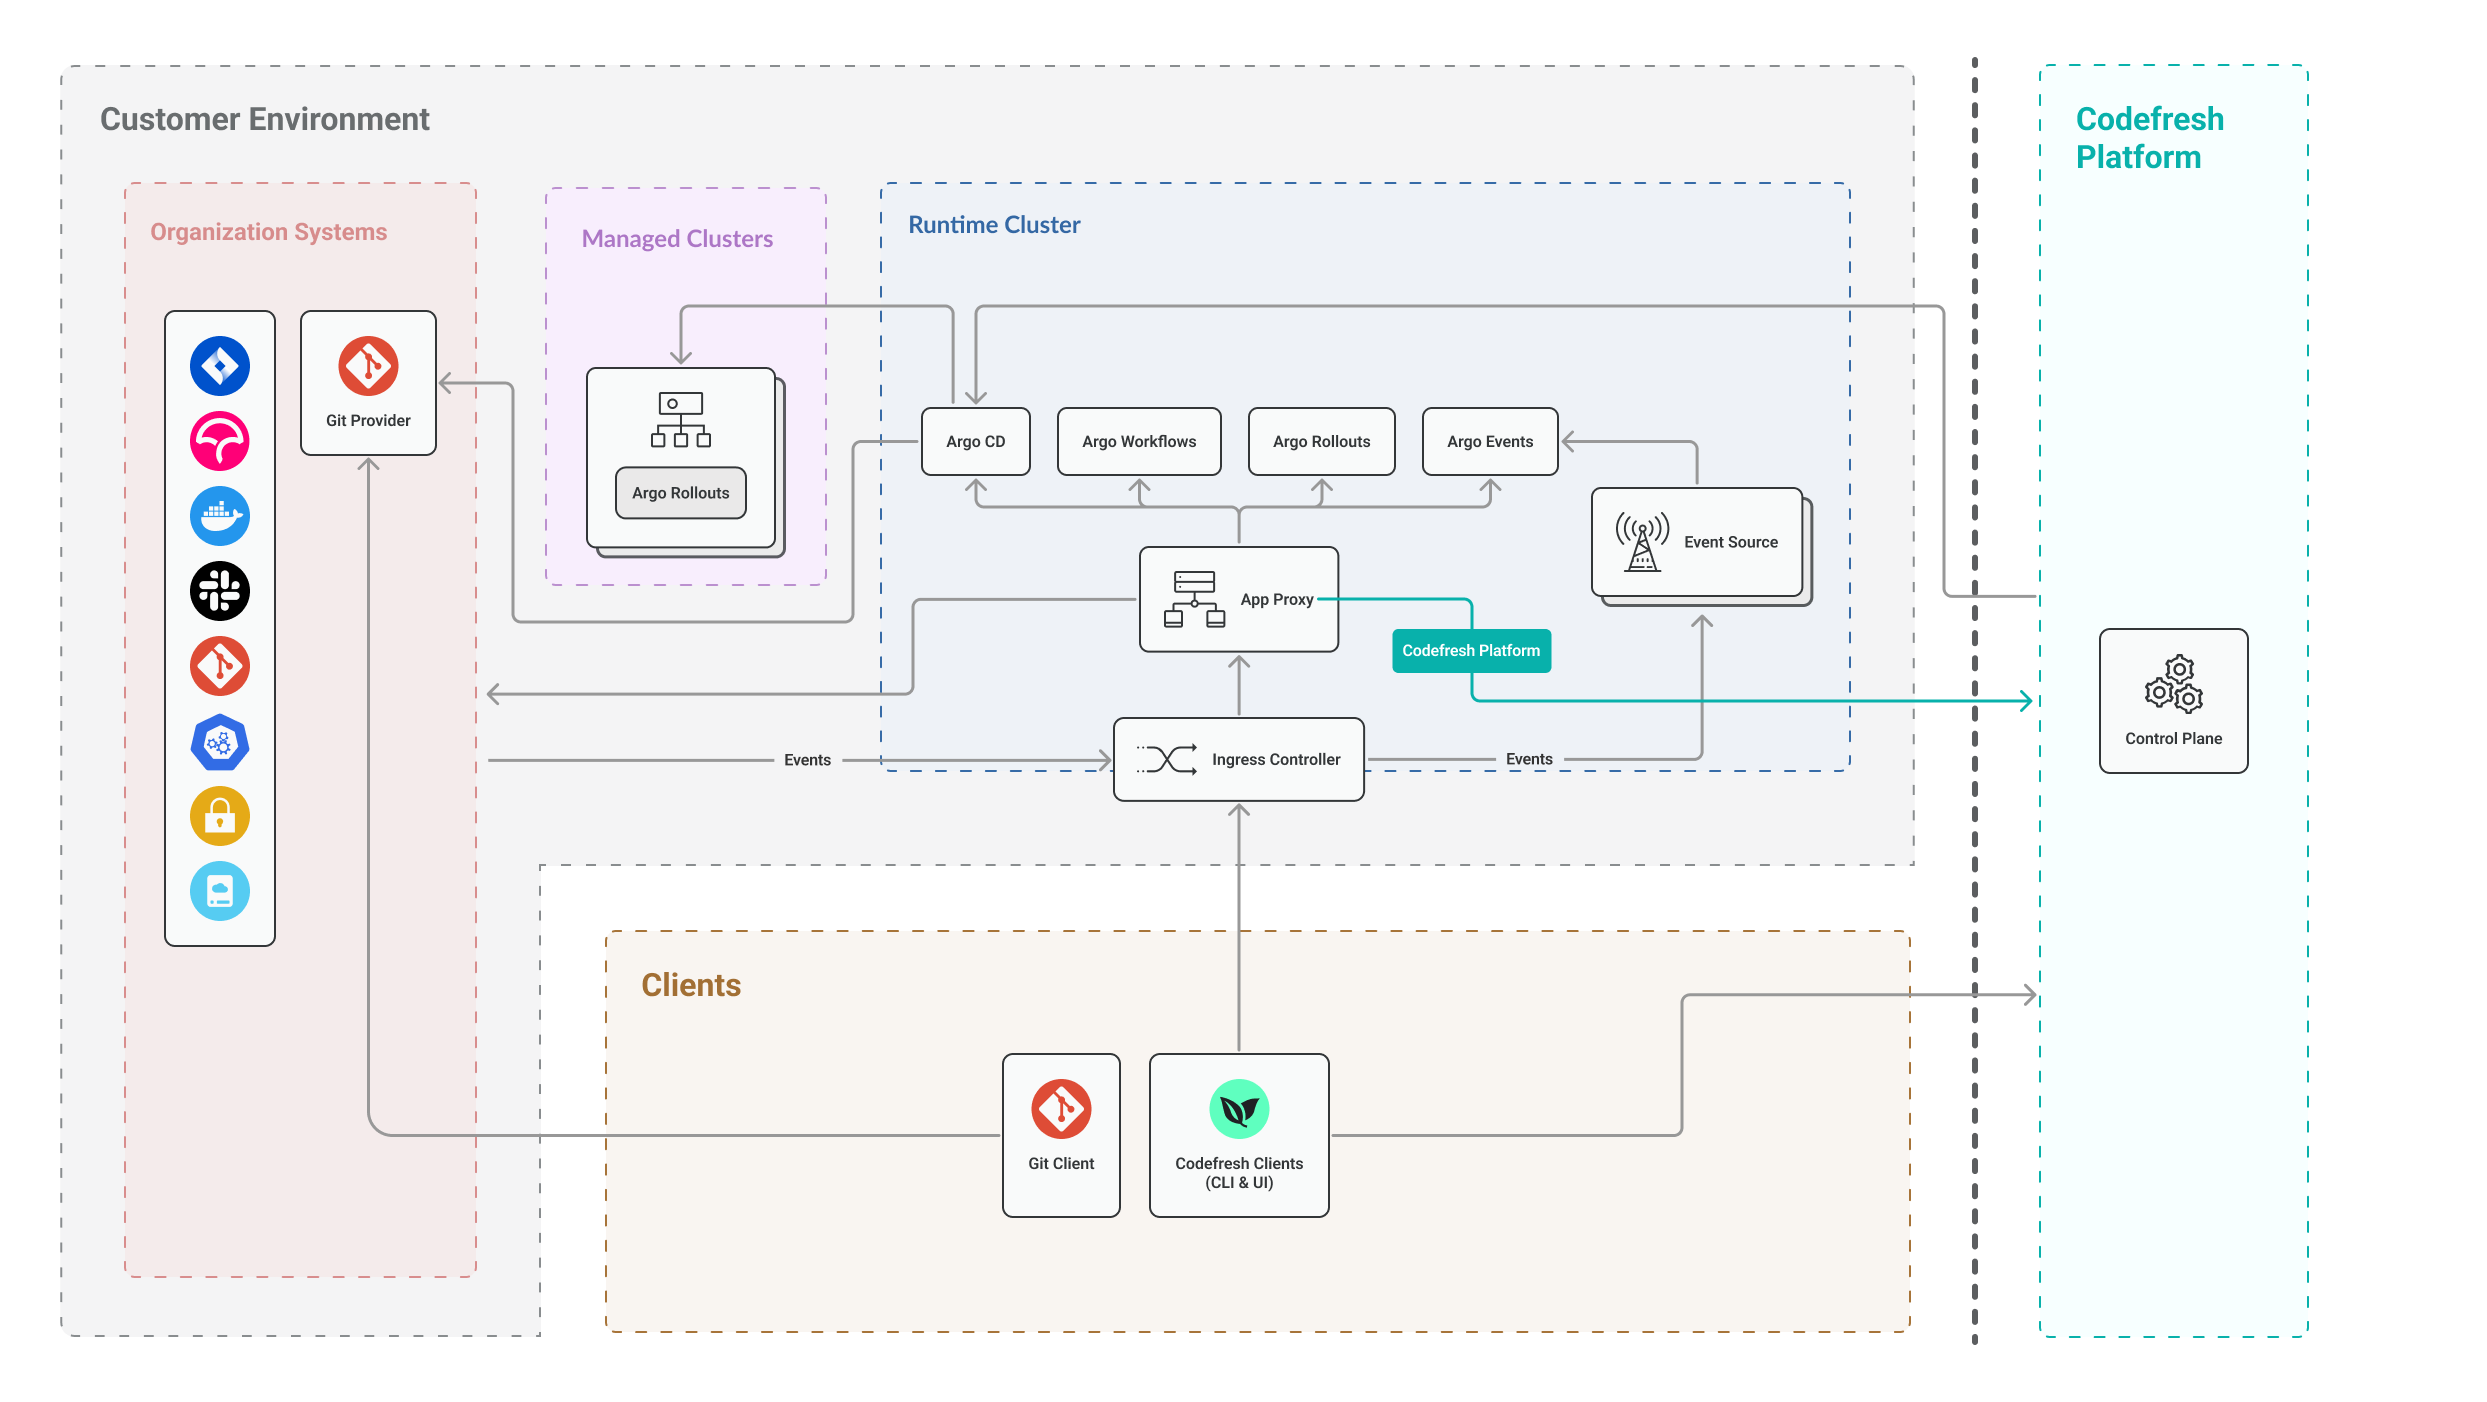 Customer Environment
Codefresh
Platform
Organization Systems
Managed Clusters
Runtime Cluster
Git Provider
Argo CD
Argo Workflows
Argo Rollouts
Argo Events
Argo Rollouts
Event Source
App Proxy
Codefresh Platform
Control Plane
Events
Ingress Controller
Events
Clients
Git Client
Codefresh Clients
(CLI & UI)